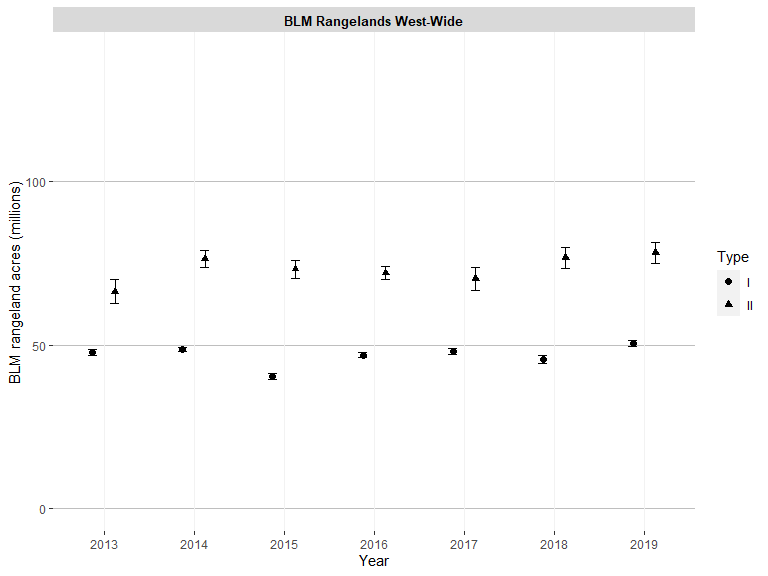 BLM Rangelands West-Wide
BLM rangeland acres (millions)
100
50
0
2013 2014 2015 2016 2017 2018 2019
Year
Type
I
II